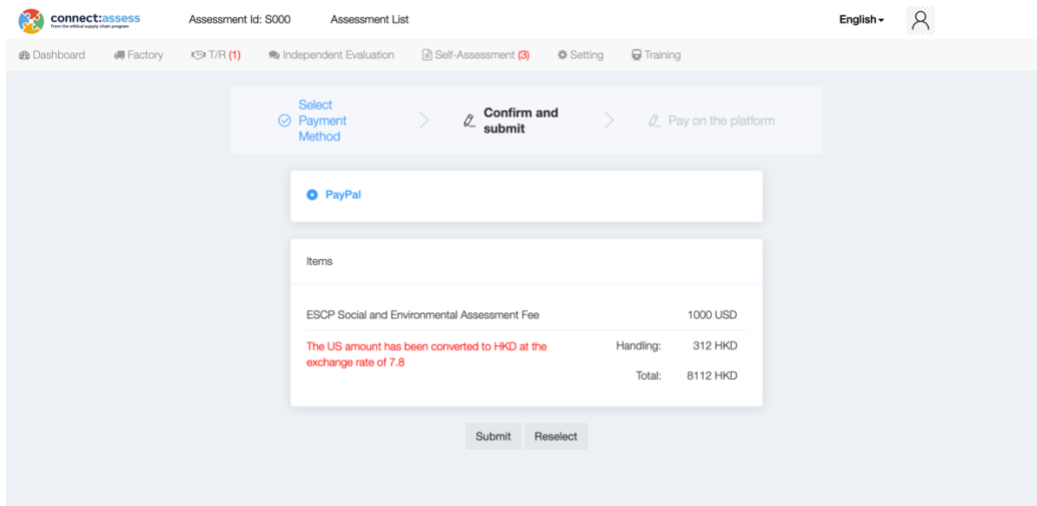 connect:assess
From the ethical supply chain program
Assessment Id: S000
Assessment List
English
Dashboard
Factory
T/R (1)
Independent Evaluation
Self-Assessment (3)
Setting
Training
Select
Payment
Method
Confirm and
submit
Pay on the platform
PayPal
Items
ESCP Social and Environmental Assessment Fee 1000 USD
The US amount has been converted to HKD at the
exchange rate of 7.8
Handling: 312 HKD
Total: 8112 HKD
Submit
Reselect